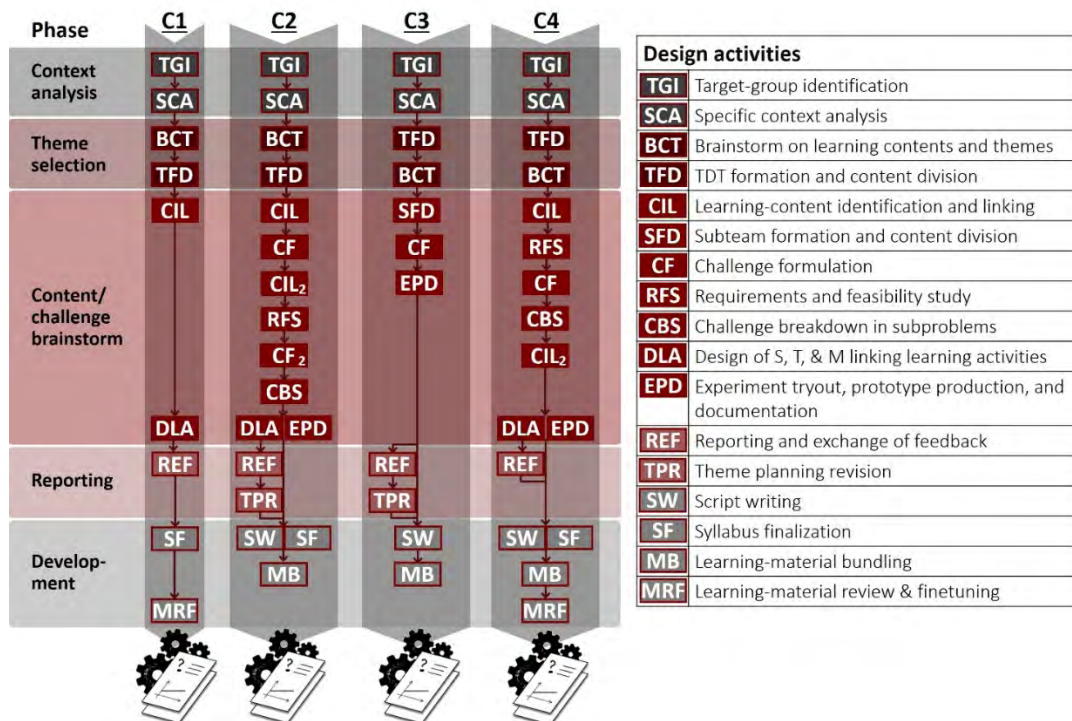 Phase
C1
C2
C3
C4
Context
analysis
TGI
TGI
TGI
TGI
SCA
SCA
SCA
SCA
Theme
selection
BCT
BCT
TFD
TFD
TFD
TFD
BCT
BCT
Content/
challenge
brainstorm
CIL
CIL
SFD
CIL
CF
CF
RFS
CIL₂
EPD
CF
RFS
CBS
CF₂
CIL₂
CBS
DLA
DLA
EPD
DLA
EPD
Reporting
REF
REF
REF
REF
TPR
TPR
Develop-
ment
SF
SW
SF
SW
SW
SF
MB
MB
MB
MRF
MRF
?
?
?
?
Design activities
TGI Target-group identification
SCA Specific context analysis
BCT Brainstorm on learning contents and themes
TFD TDT formation and content division
CIL Learning-content identification and linking
SFD Subteam formation and content division
CF Challenge formulation
RFS Requirements and feasibility study
CBS Challenge breakdown in subproblems
DLA Design of S, T, & M linking learning activities
EPD Experiment tryout, prototype production, and
documentation
REF Reporting and exchange of feedback
TPR Theme planning revision
SW Script writing
SF Syllabus finalization
MB Learning-material bundling
MRF Learning-material review & finetuning